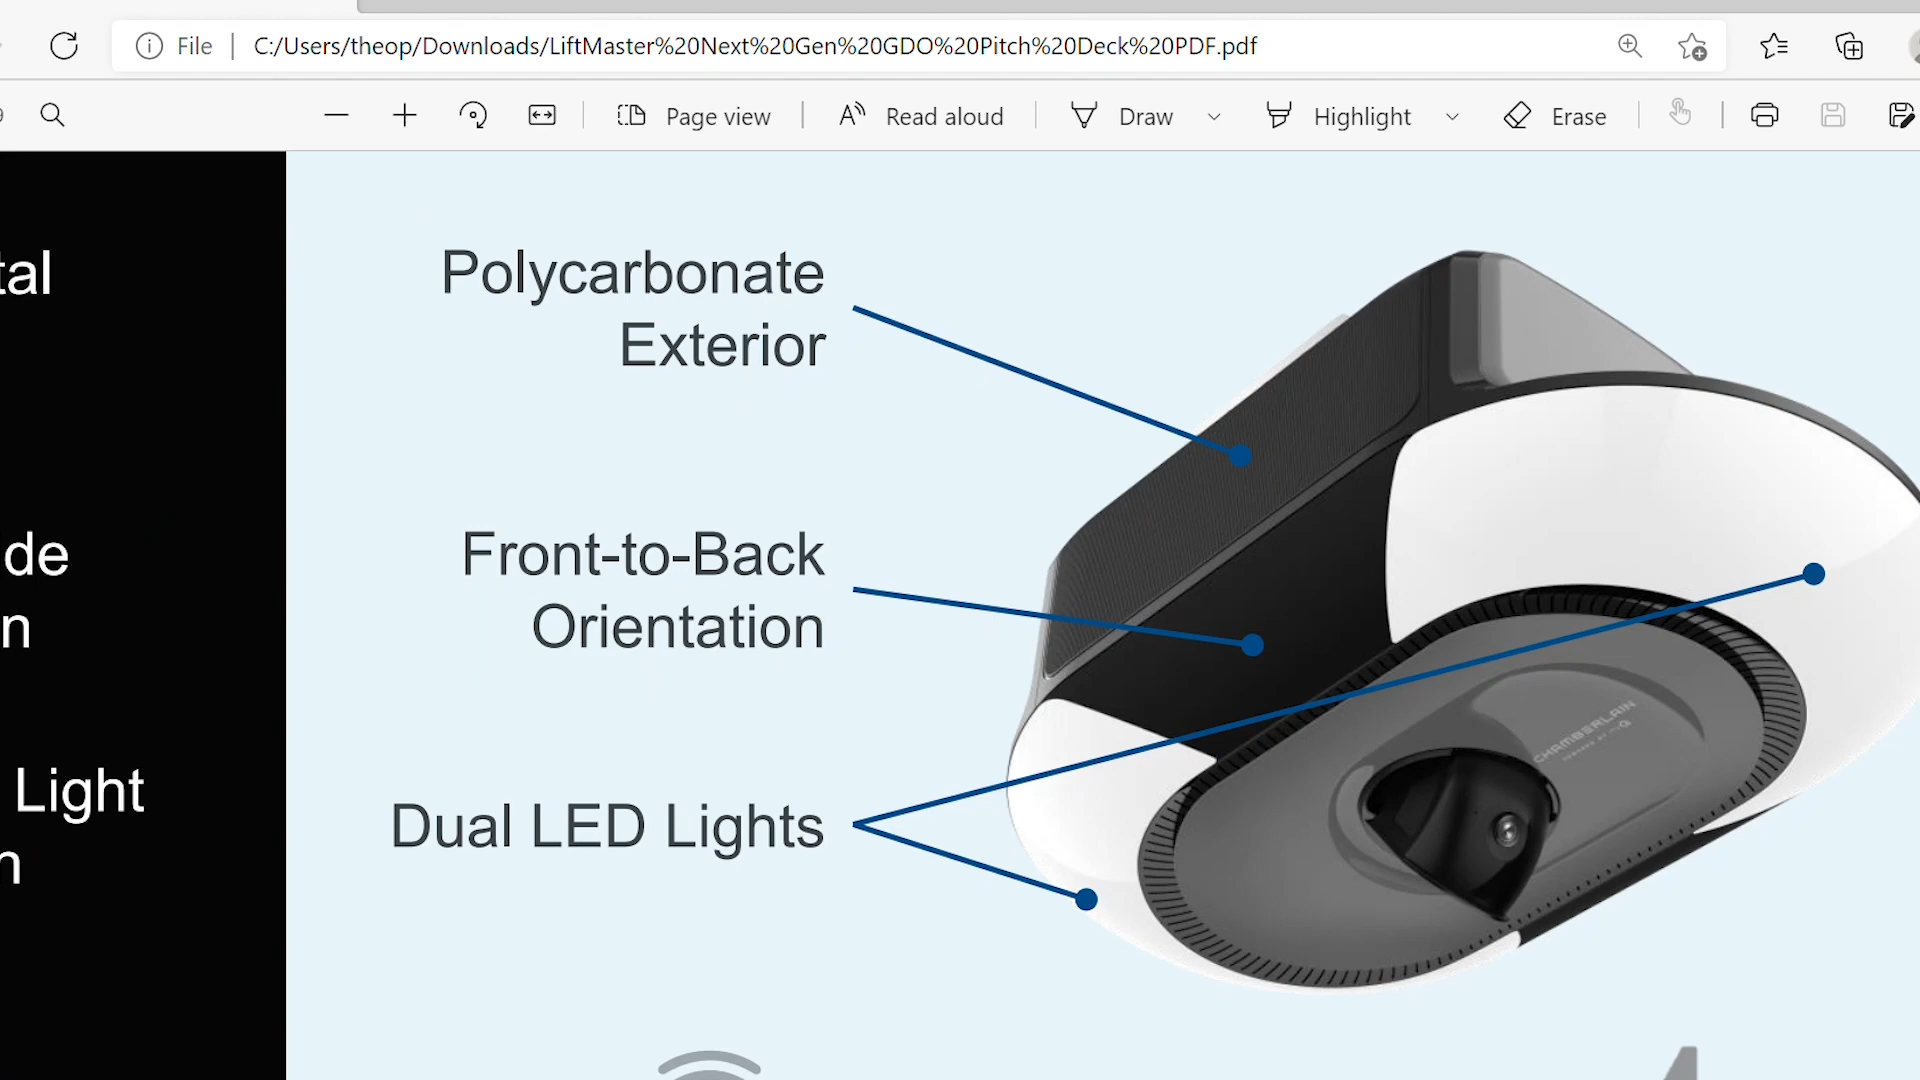 File
C:/Users/theop/Downloads/LiftMaster%20Next%20Gen%20GDO%20Pitch%20Deck%20PDF.pdf
Page view
Read aloud
Draw
Highlight
Erase
tal
de
n
Light
n
Polycarbonate
Exterior
Front-to-Back
Orientation
Dual LED Lights
CHAMBERLAIN